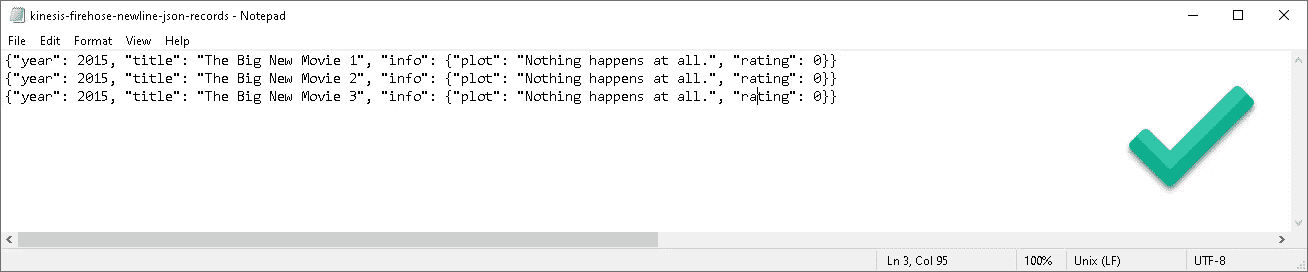 kinesis-firehose-newline-json-records - Notepad
File Edit Format View Help
{"year": 2015, "title": "The Big New Movie 1", "info": {"plot": "Nothing happens at all.", "rating": 0}}
{"year": 2015, "title": "The Big New Movie 2", "info": {"plot": "Nothing happens at all.", "rating": 0}}
{"year": 2015, "title": "The Big New Movie 3", "info": {"plot": "Nothing happens at all.", "rating": 0}}
Ln 3, Col 95 100% Unix (LF) UTF-8